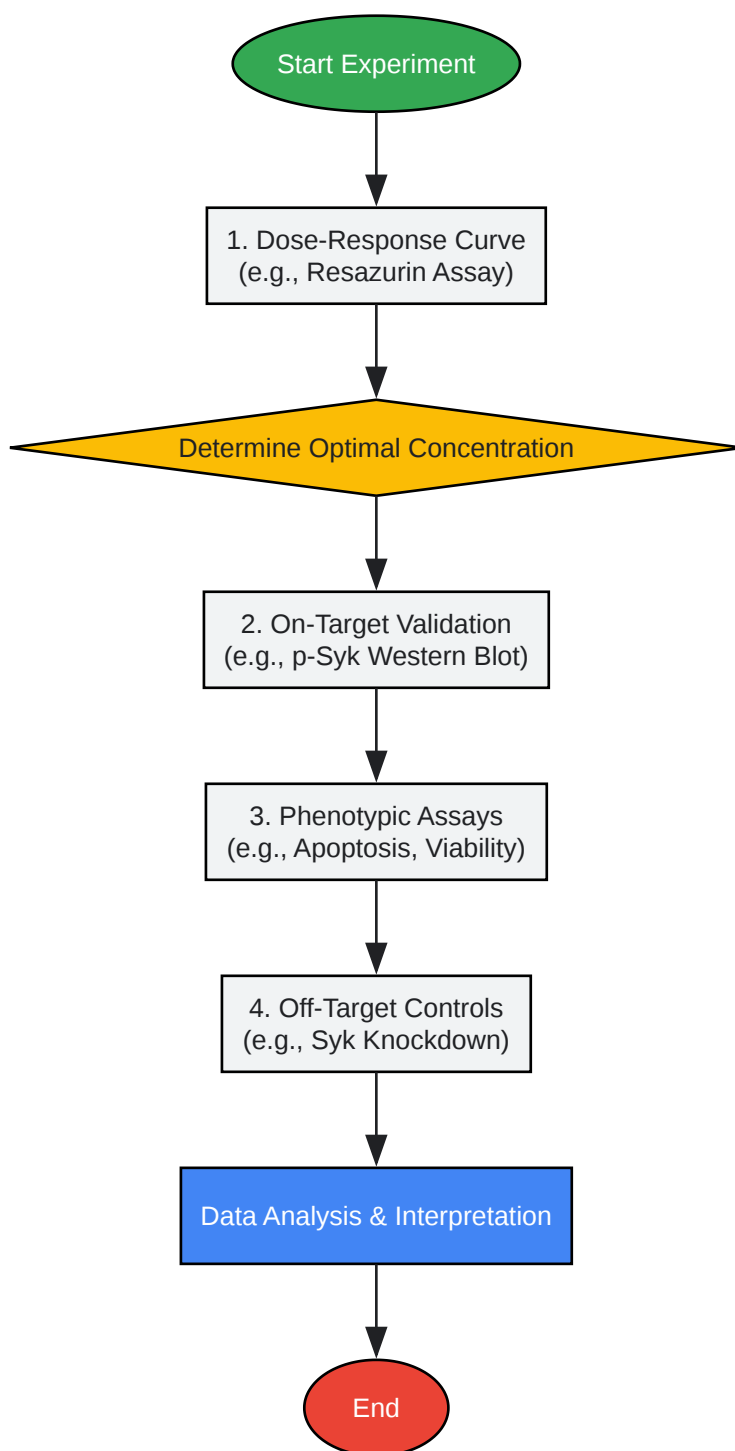 Start Experiment
1. Dose-Response Curve
(e.g., Resazurin Assay)
Determine Optimal Concentration
2. On-Target Validation
(e.g., p-Syk Western Blot)
3. Phenotypic Assays
(e.g., Apoptosis, Viability)
4. Off-Target Controls
(e.g., Syk Knockdown)
Data Analysis & Interpretation
End